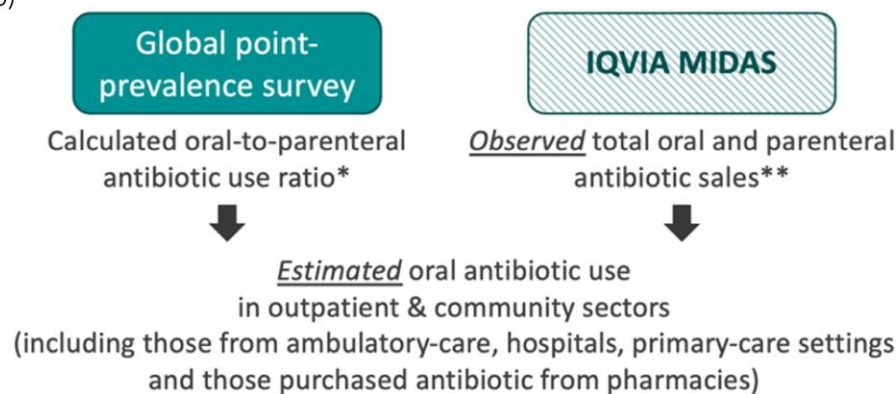 Global point-
prevalence survey
IQVIA MIDAS
Calculated oral-to-parenteral
antibiotic use ratio*
Observed total oral and parenteral
antibiotic sales**
Estimated oral antibiotic use
in outpatient & community sectors
(including those from ambulatory-care, hospitals, primary-care settings
and those purchased antibiotic from pharmacies)